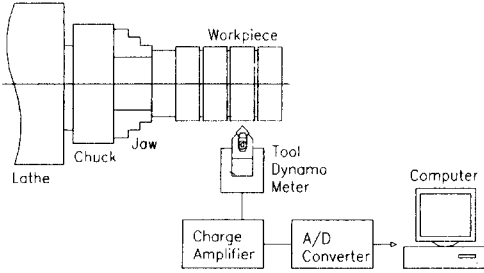 Workpiece
Jaw
Chuck
Lathe
Tool
Dynamo
Meter
Computer
Charge
Amplifier
A/D
Converter